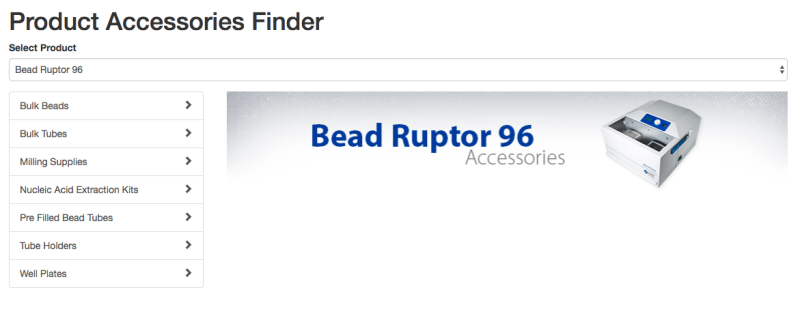 Product Accessories Finder
Select Product
Bead Ruptor 96
Bulk Beads
Bulk Tubes
Milling Supplies
Nucleic Acid Extraction Kits
Pre Filled Bead Tubes
Tube Holders
Well Plates
Bead Ruptor 96
Accessories